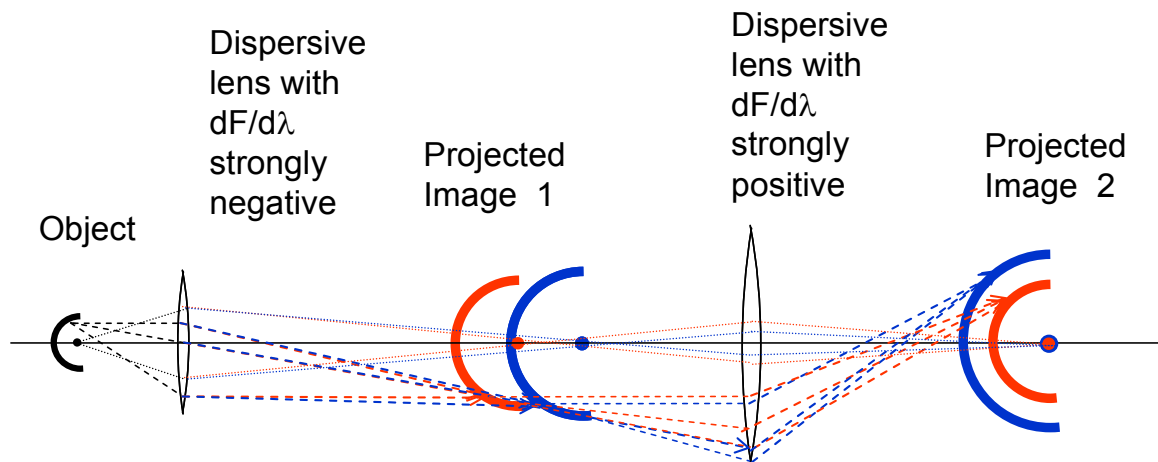 Dispersive
lens with
dF/dλ
strongly
negative
Dispersive
lens with
dF/dλ
strongly
positive
Projected
Image 1
Projected
Image 2
Object